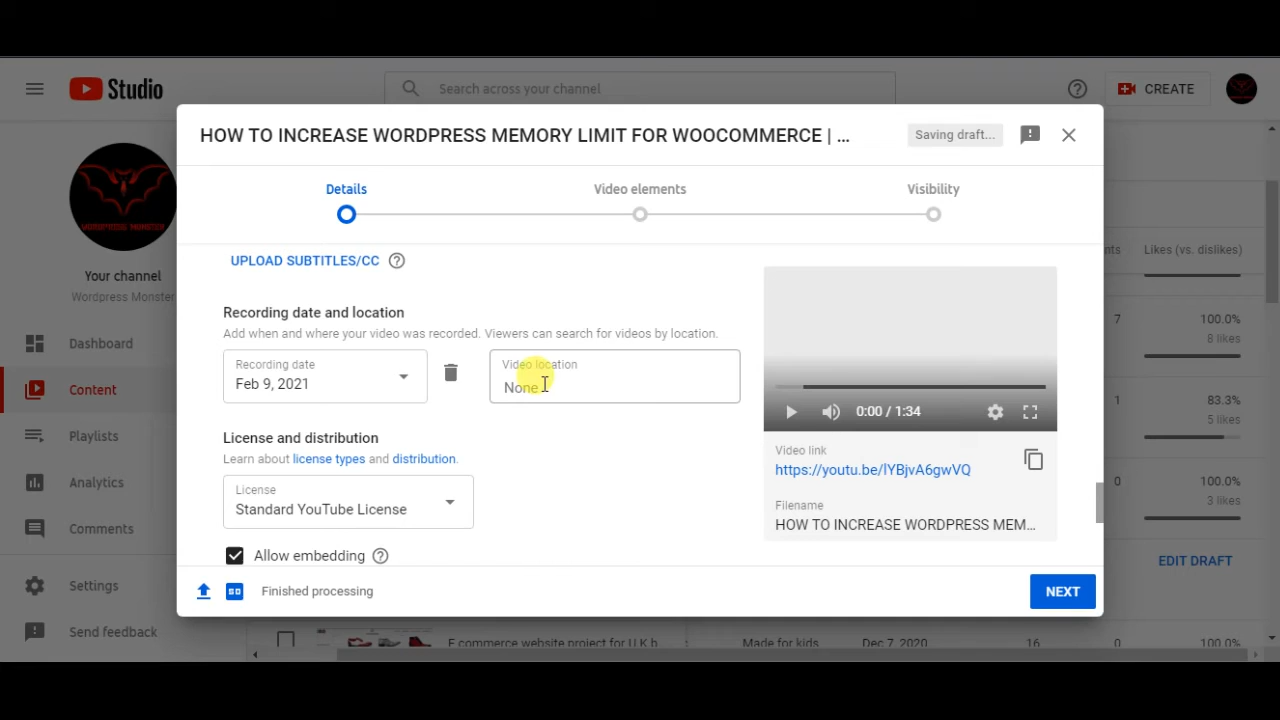 Studio
Search across your channel
CREATE
HOW TO INCREASE WORDPRESS MEMORY LIMIT FOR WOOCOMMERCE | ...
Saving draft...
Details
Video elements
Visibility
WORDPRESS MONSTER
Your channel
Wordpress Monster
Dashboard
Content
Playlists
Analytics
Comments
Settings
Send feedback
UPLOAD SUBTITLES/CC
Recording date and location
Add when and where your video was recorded. Viewers can search for videos by location.
Recording date
Feb 9, 2021
Video location
None
License and distribution
Learn about license types and distribution.
License
Standard YouTube License
Allow embedding
0:00 / 1:34
Video link
https://youtu.be/lYBjvA6gwVQ
Filename
HOW TO INCREASE WORDPRESS MEM...
SD
Finished processing
NEXT
nts
Likes (vs. dislikes)
7
100.0%
8 likes
1
83.3%
5 likes
0
100.0%
3 likes
EDIT DRAFT
Made for kids
Dec 7, 2020
16
0
100.0%